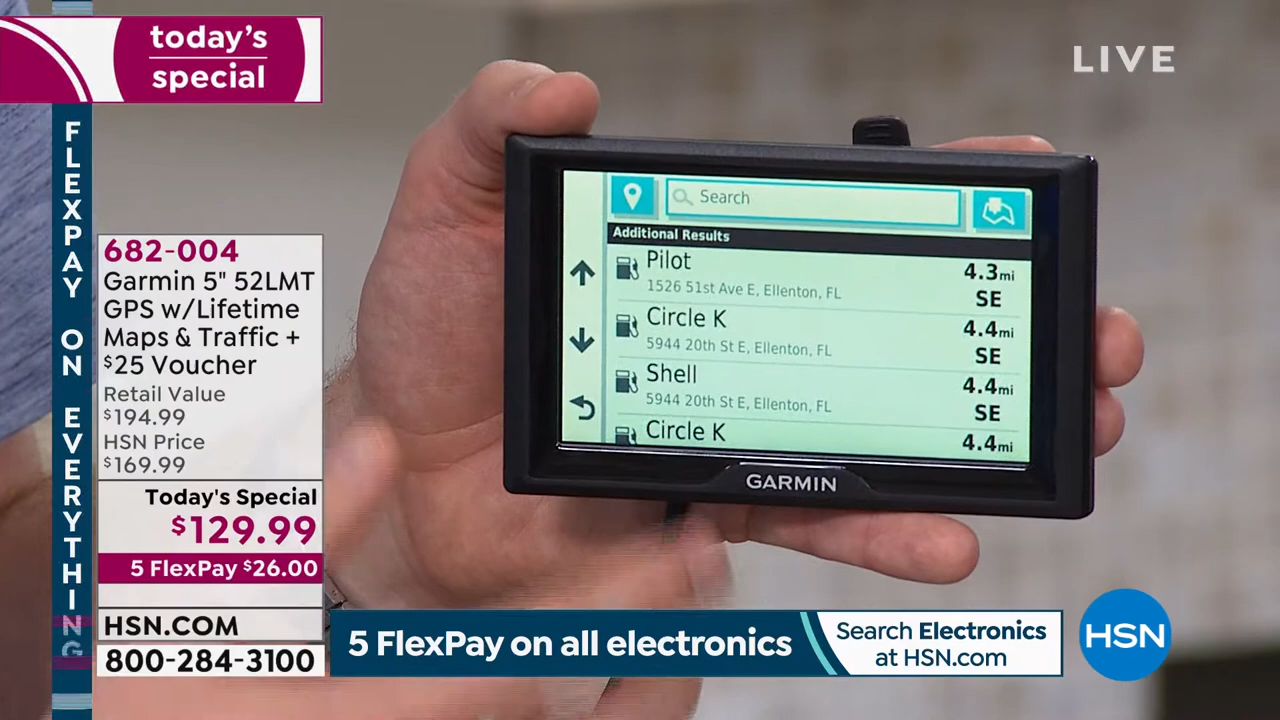 today's
special
LIVE
FLEXPAY ON EVERYTHING
682-004
Garmin 5" 52LMT
GPS w/Lifetime
Maps & Traffic +
$25 Voucher
Retail Value
$194.99
HSN Price
$169.99
Today's Special
$129.99
5 FlexPay $26.00
HSN.COM
800-284-3100
Search
Additional Results
Pilot
4.3mi
1526 51st Ave E, Ellenton, FL
SE
Circle K
4.4mi
5944 20th St E, Ellenton, FL
SE
Shell
4.4mi
5944 20th St E, Ellenton, FL
SE
Circle K
4.4mi
GARMIN
5 FlexPay on all electronics
Search Electronics
at HSN.com
HSN